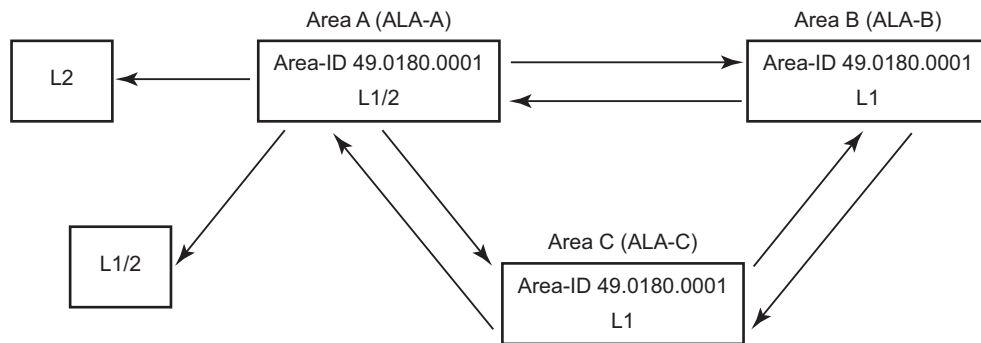 Area A (ALA-A)
Area B (ALA-B)
L2
Area-ID 49.0180.0001
L1/2
Area-ID 49.0180.0001
L1
L1/2
Area C (ALA-C)
Area-ID 49.0180.0001
L1